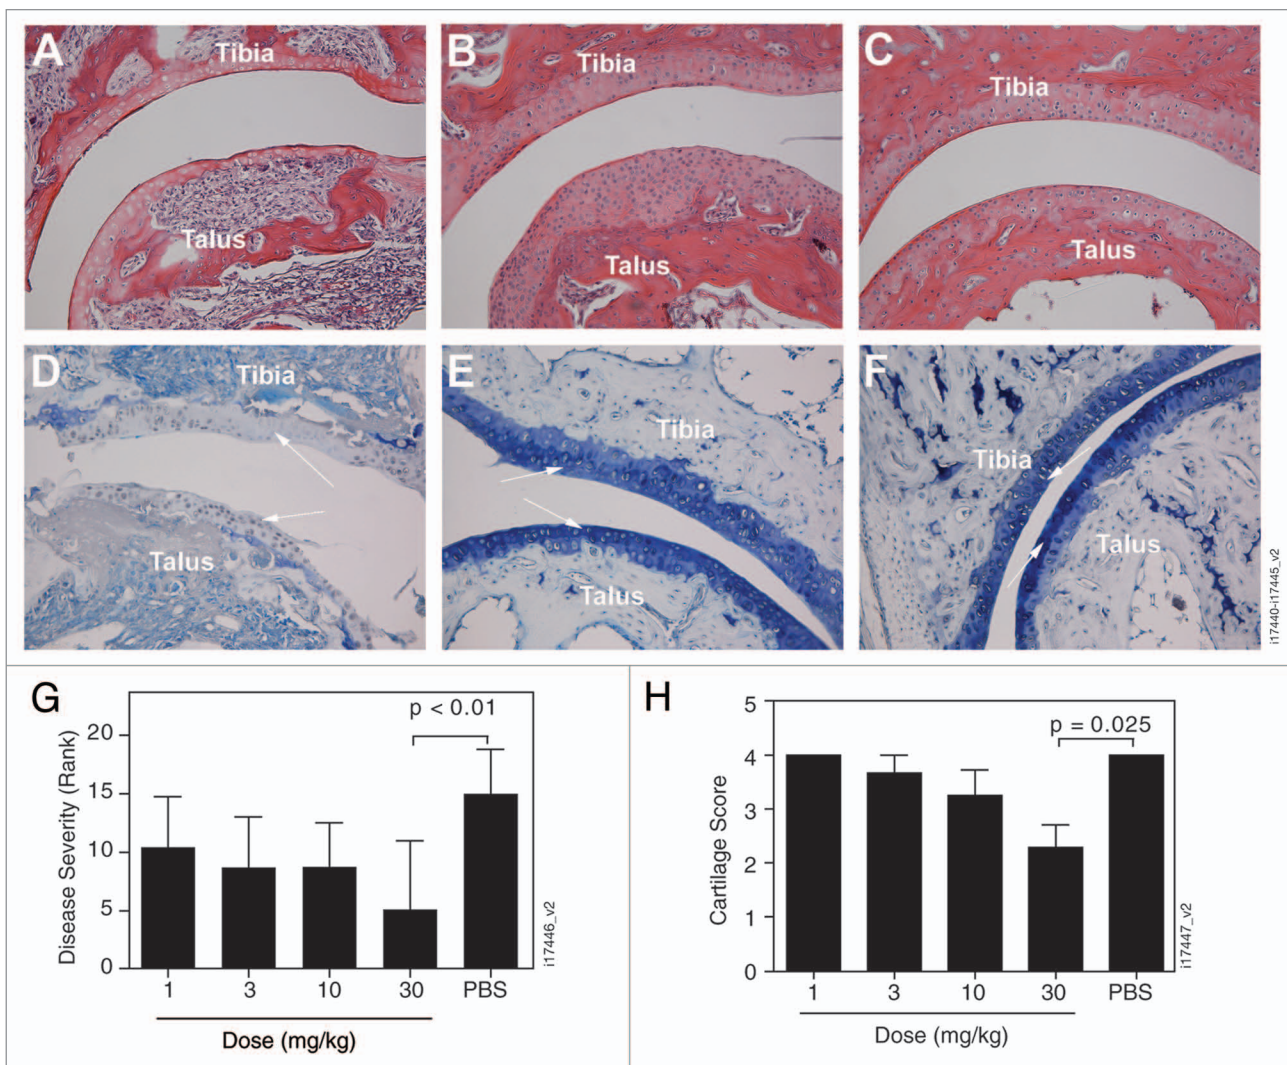 A
Tibia
Talus
B
Tibia
Talus
C
Tibia
Talus
D
Tibia
Talus
E
Tibia
Talus
F
Tibia
Talus
i17440-i17445_v2
G
p < 0.01
Disease Severity (Rank)
20
15
10
5
0
1 3 10 30 PBS
Dose (mg/kg)
i17446_v2
H
p = 0.025
Cartilage Score
5
4
3
2
1
0
1 3 10 30 PBS
Dose (mg/kg)
i17447_v2